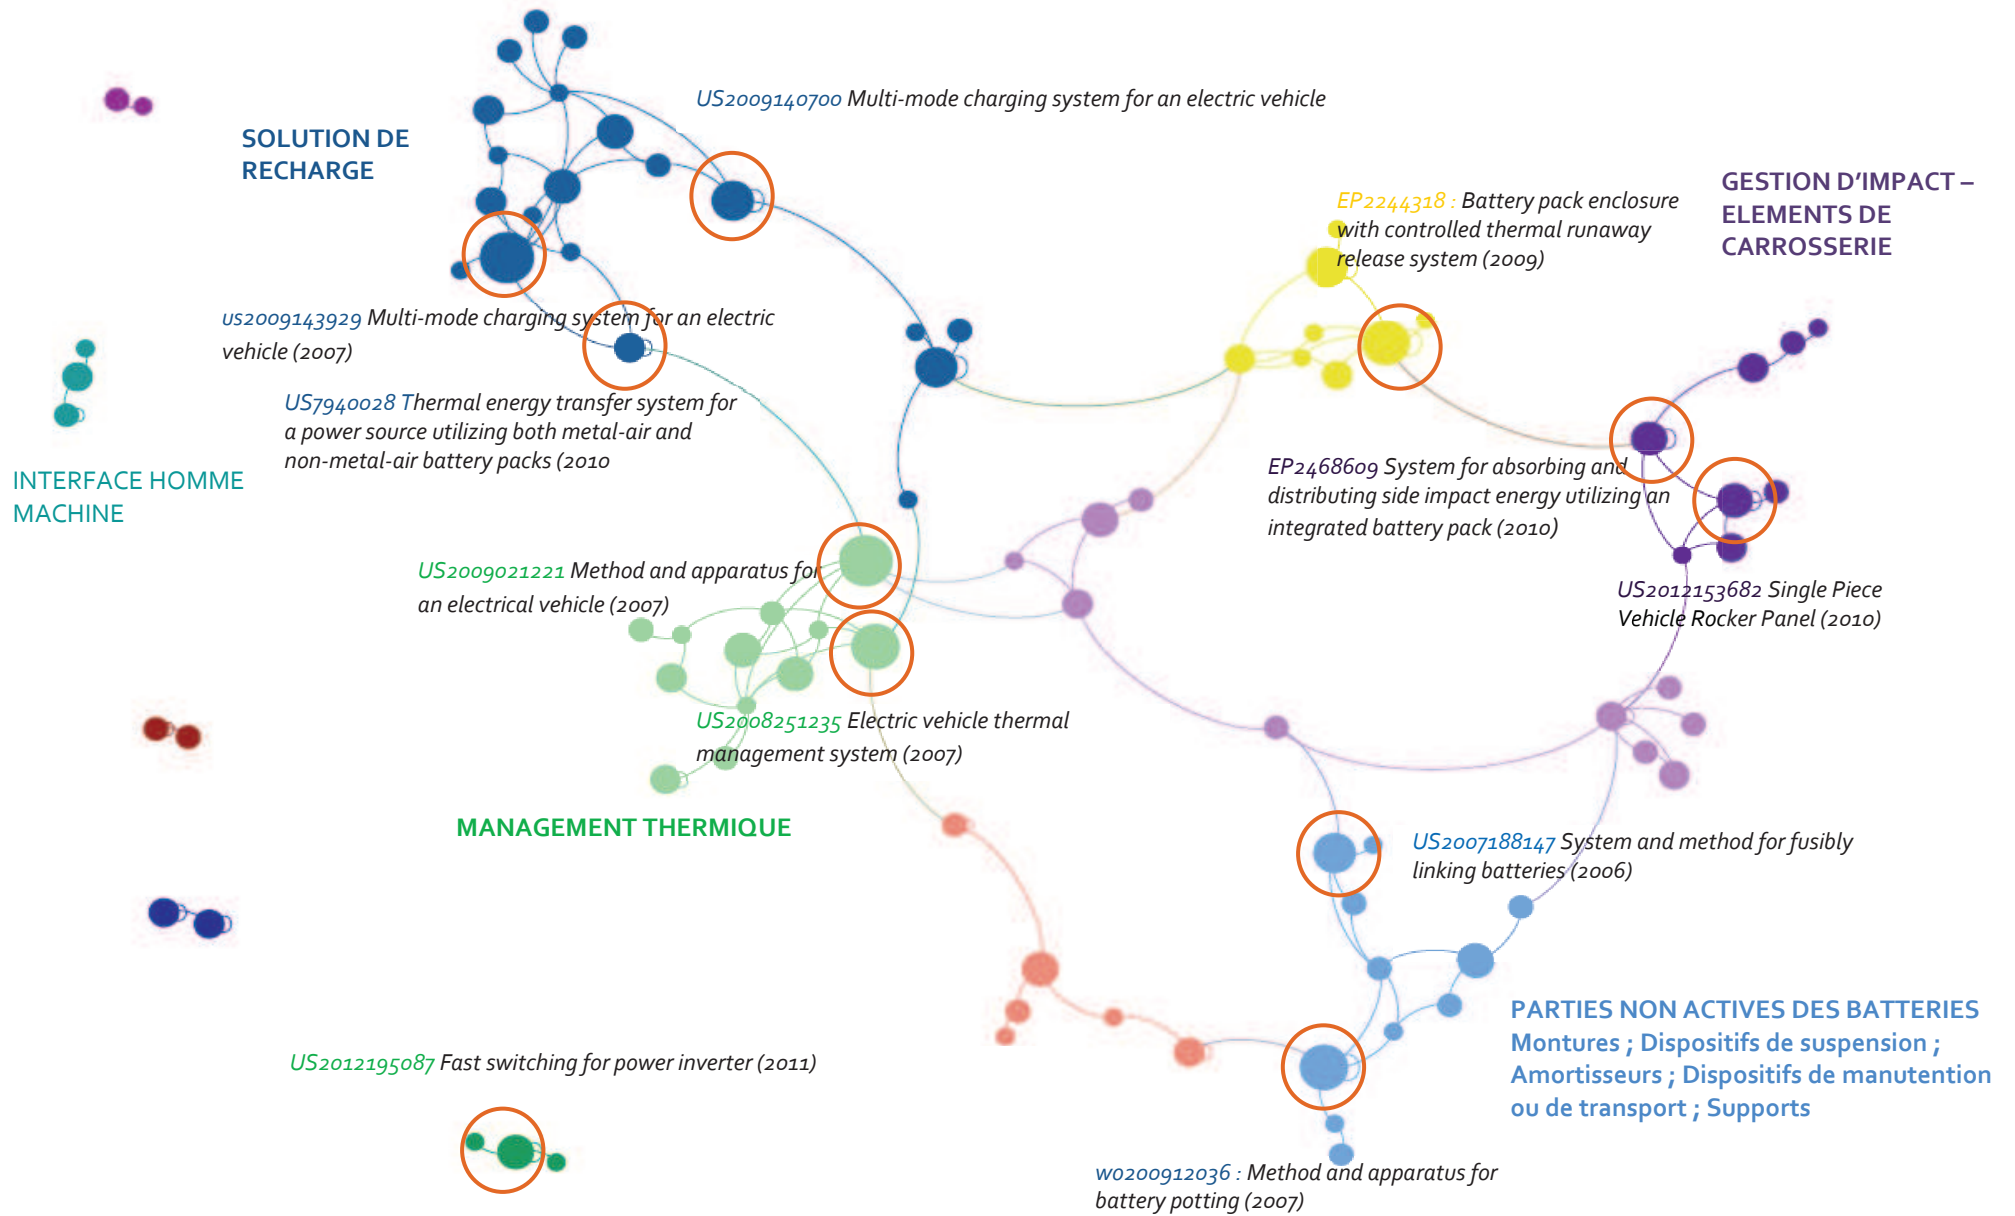 US2009140700 Multi-mode charging system for an electric vehicle
SOLUTION DE
RECHARGE
GESTION D'IMPACT –
ELEMENTS DE
CARROSSERIE
EP2244318 : Battery pack enclosure
with controlled thermal runaway
release system (2009)
us2009143929 Multi-mode charging system for an electric
vehicle (2007)
US7940028 Thermal energy transfer system for
a power source utilizing both metal-air and
non-metal-air battery packs (2010
INTERFACE HOMME
MACHINE
EP2468609 System for absorbing and
distributing side impact energy utilizing an
integrated battery pack (2010)
US2009021221 Method and apparatus for
an electrical vehicle (2007)
US2012153682 Single Piece
Vehicle Rocker Panel (2010)
US2008251235 Electric vehicle thermal
management system (2007)
MANAGEMENT THERMIQUE
US2007188147 System and method for fusibly
linking batteries (2006)
PARTIES NON ACTIVES DES BATTERIES
Montures ; Dispositifs de suspension ;
Amortisseurs ; Dispositifs de manutention
ou de transport ; Supports
US2012195087 Fast switching for power inverter (2011)
wo200912036 : Method and apparatus for
battery potting (2007)